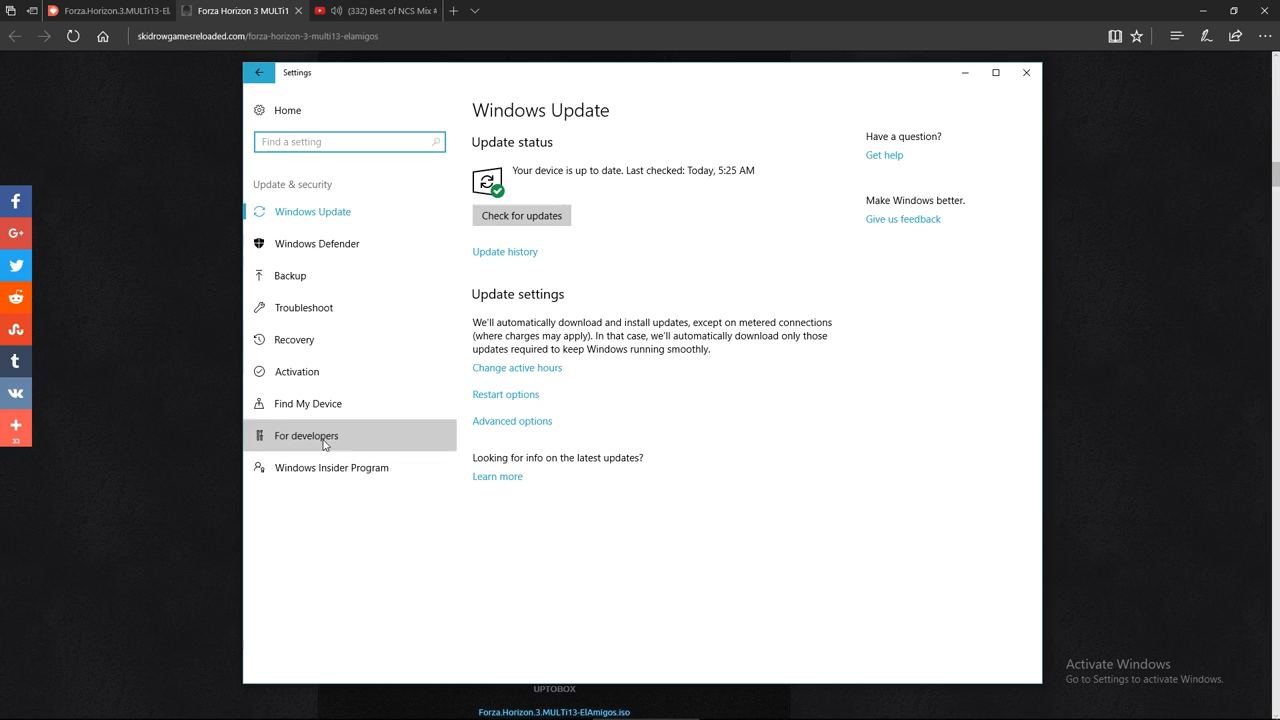 Forza.Horizon.3.MULTi13-El
Forza Horizon 3 MULTi1
(332) Best of NCS Mix
skidrowgamesreloaded.com/forza-horizon-3-multi13-elamigos
Settings
Home
Find a setting
Update & security
Windows Update
Windows Defender
Backup
Troubleshoot
Recovery
Activation
Find My Device
For developers
Windows Insider Program
Windows Update
Update status
Your device is up to date. Last checked: Today, 5:25 AM
Check for updates
Update history
Update settings
We'll automatically download and install updates, except on metered connections
(where charges may apply). In that case, we'll automatically download only those
updates required to keep Windows running smoothly.
Change active hours
Restart options
Advanced options
Looking for info on the latest updates?
Learn more
Have a question?
Get help
Make Windows better.
Give us feedback
33
Activate Windows
Go to Settings to activate Windows.
UPTOBOX
Forza.Horizon.3.MULTi13-ElAmigos.iso